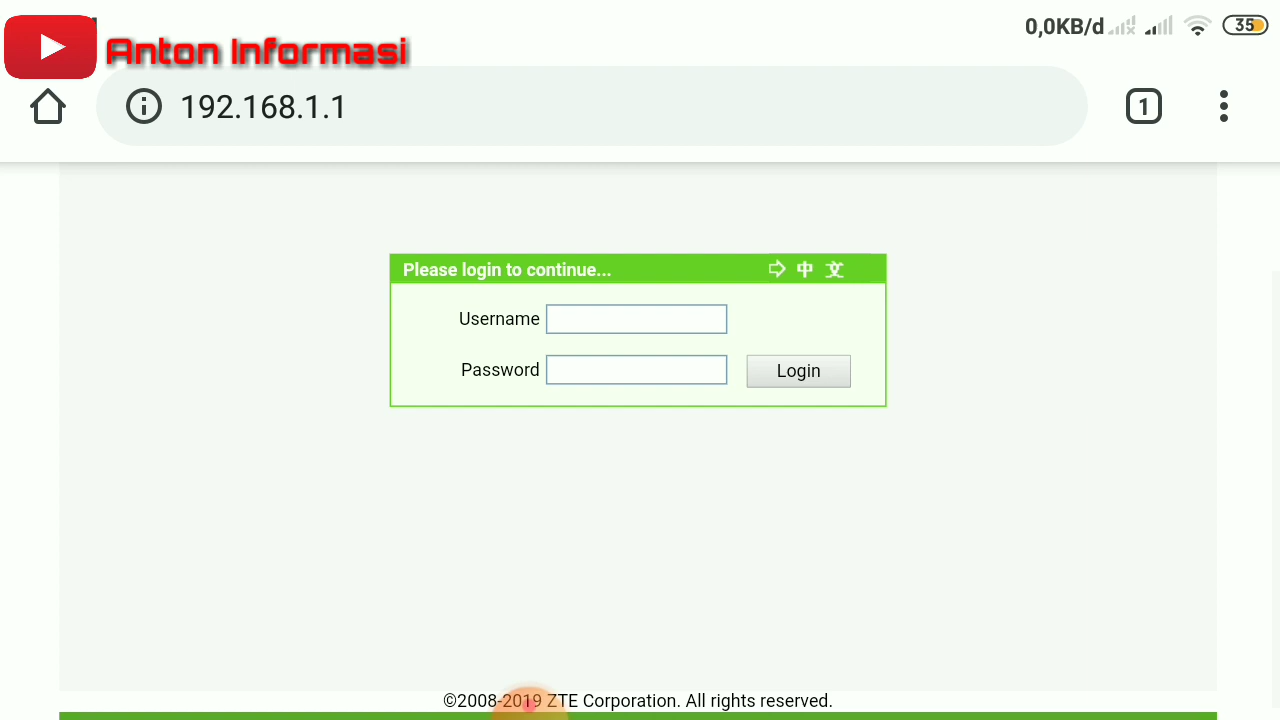 0,0KB/d
35
Anton Informasi
192.168.1.1
1
Please login to continue...
中 文
Username
Password
Login
©2008-2019 ZTE Corporation. All rights reserved.